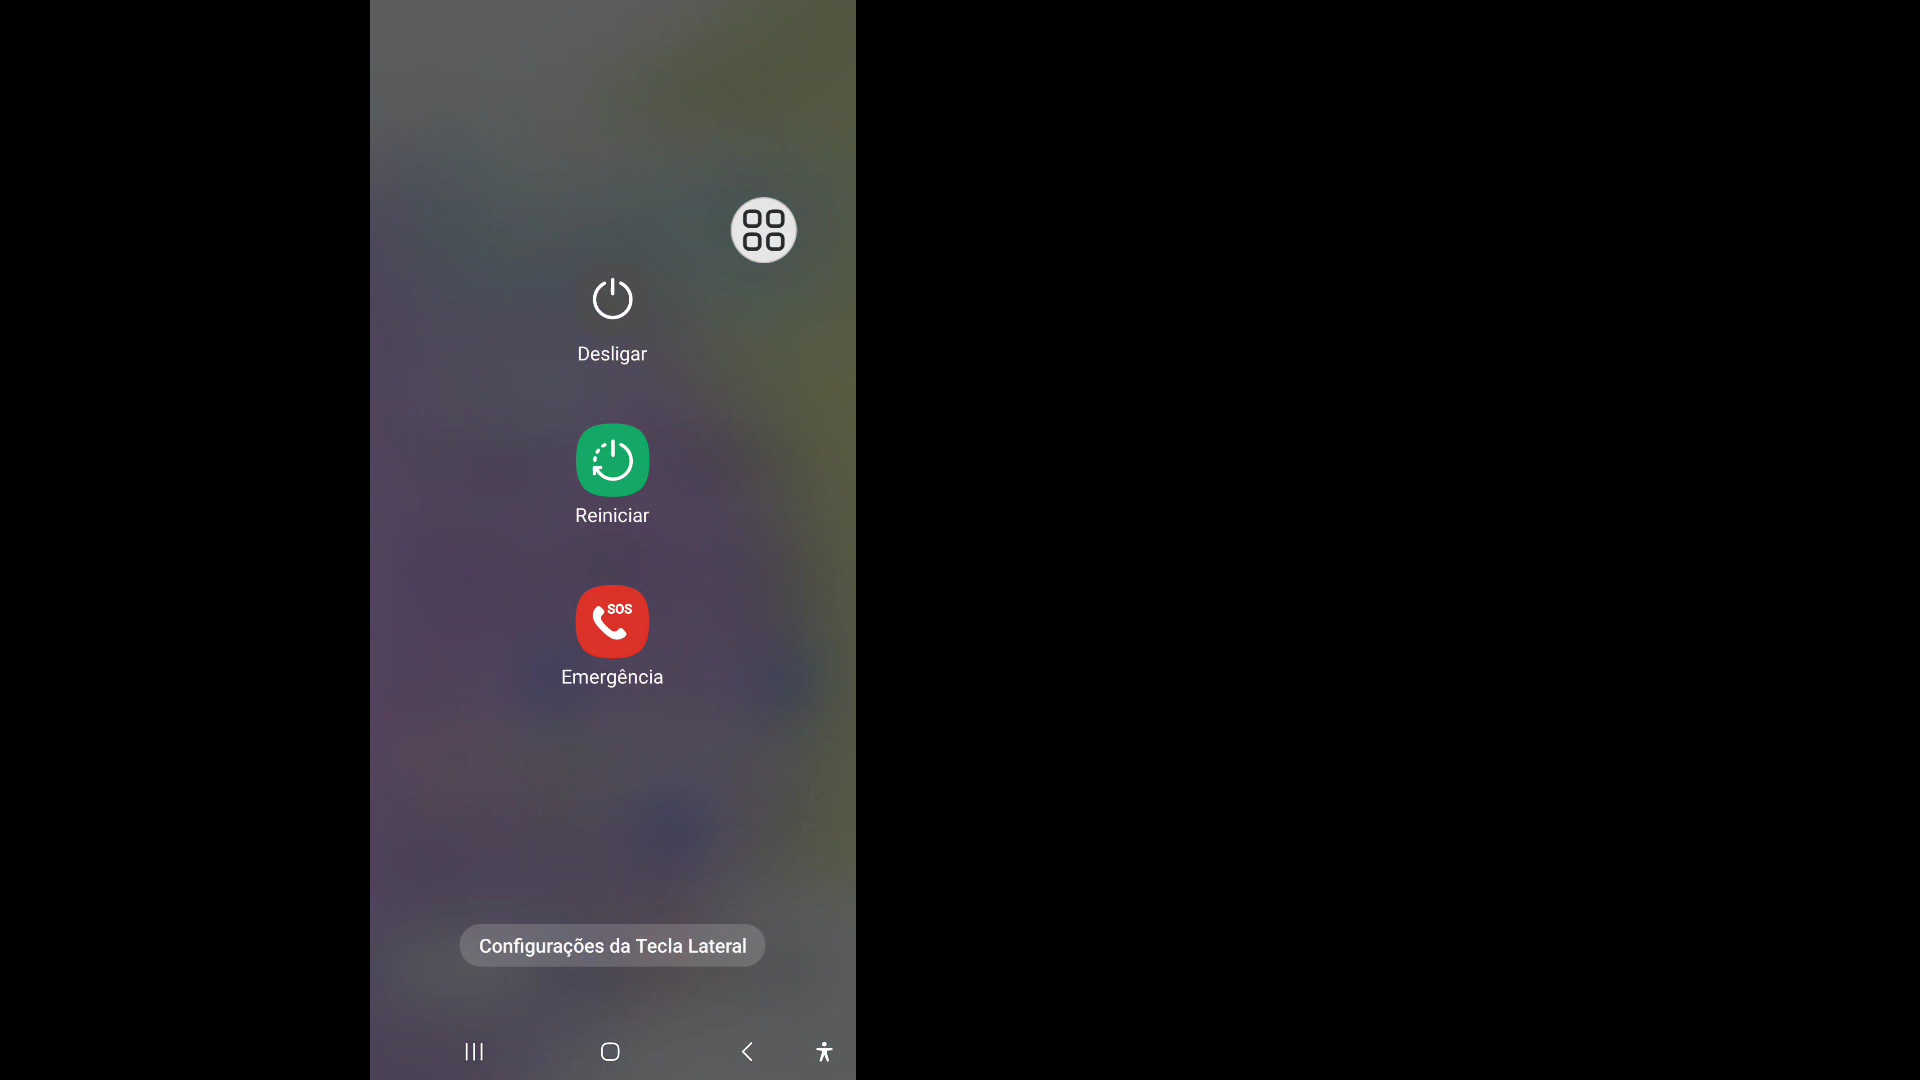 Desligar
Reiniciar
SOS
Emergência
Configurações da Tecla Lateral